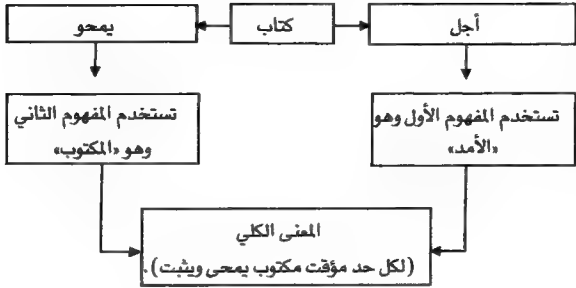 أجل
كتاب
يمحو
تستخدم المفهوم الأول وهو
«الأمد»
تستخدم المفهوم الثاني
وهو «المكتوب»
المعنى الكلي
(لكل حد مؤقت مكتوب يمحى ويثبت).